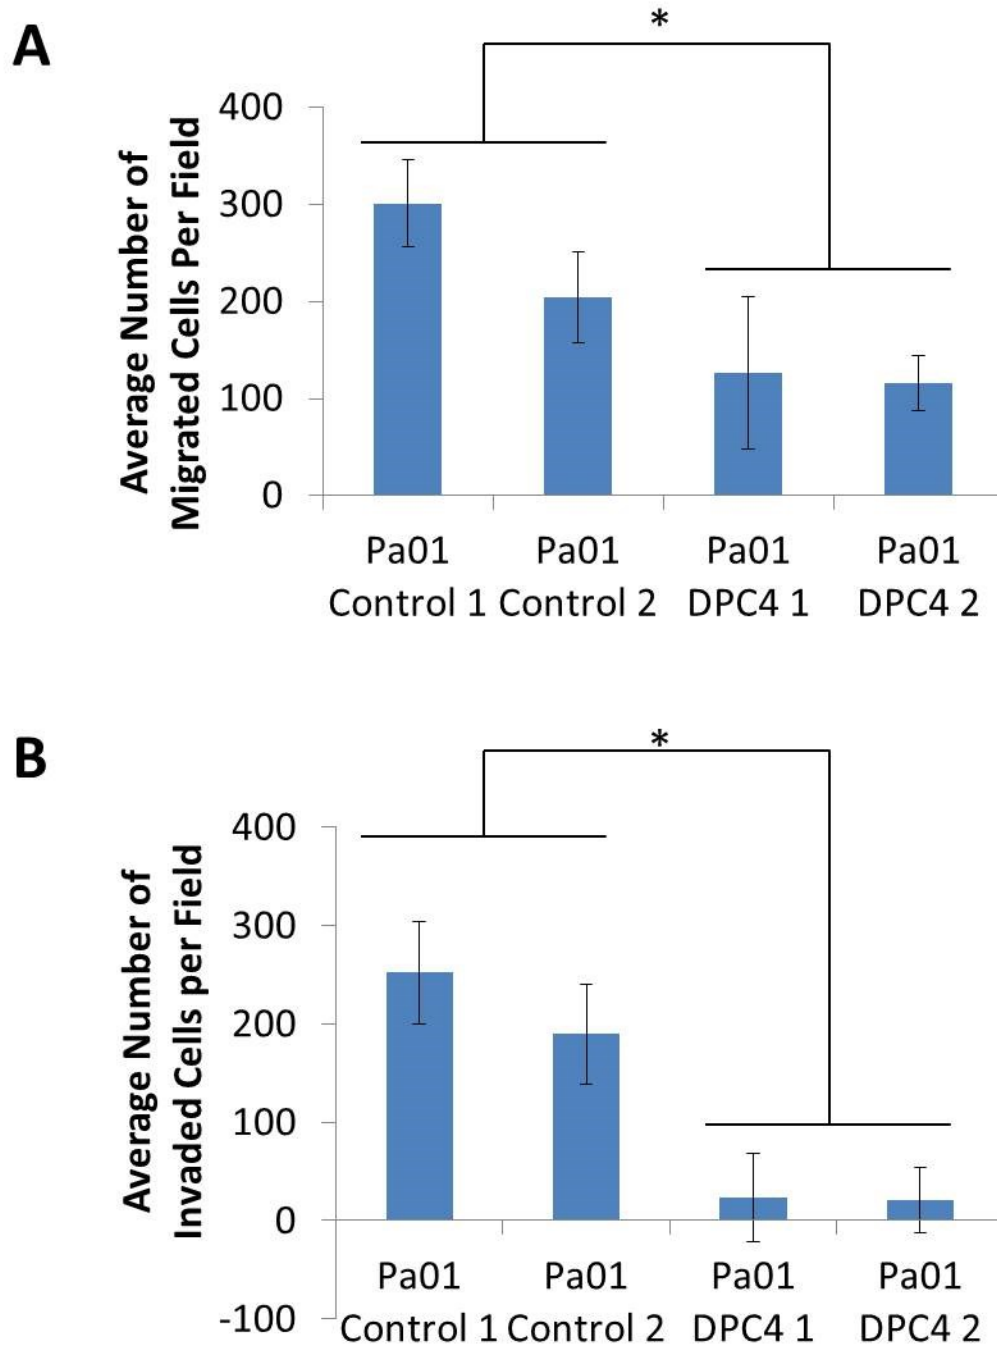 A
*
Average Number of
Migrated Cells Per Field
400
300
200
100
0
Pa01 Pa01 Pa01 Pa01
Control 1 Control 2 DPC4 1 DPC4 2
B
*
Average Number of
Invaded Cells per Field
400
300
200
100
0
-100
Pa01 Pa01 Pa01 Pa01
Control 1 Control 2 DPC4 1 DPC4 2